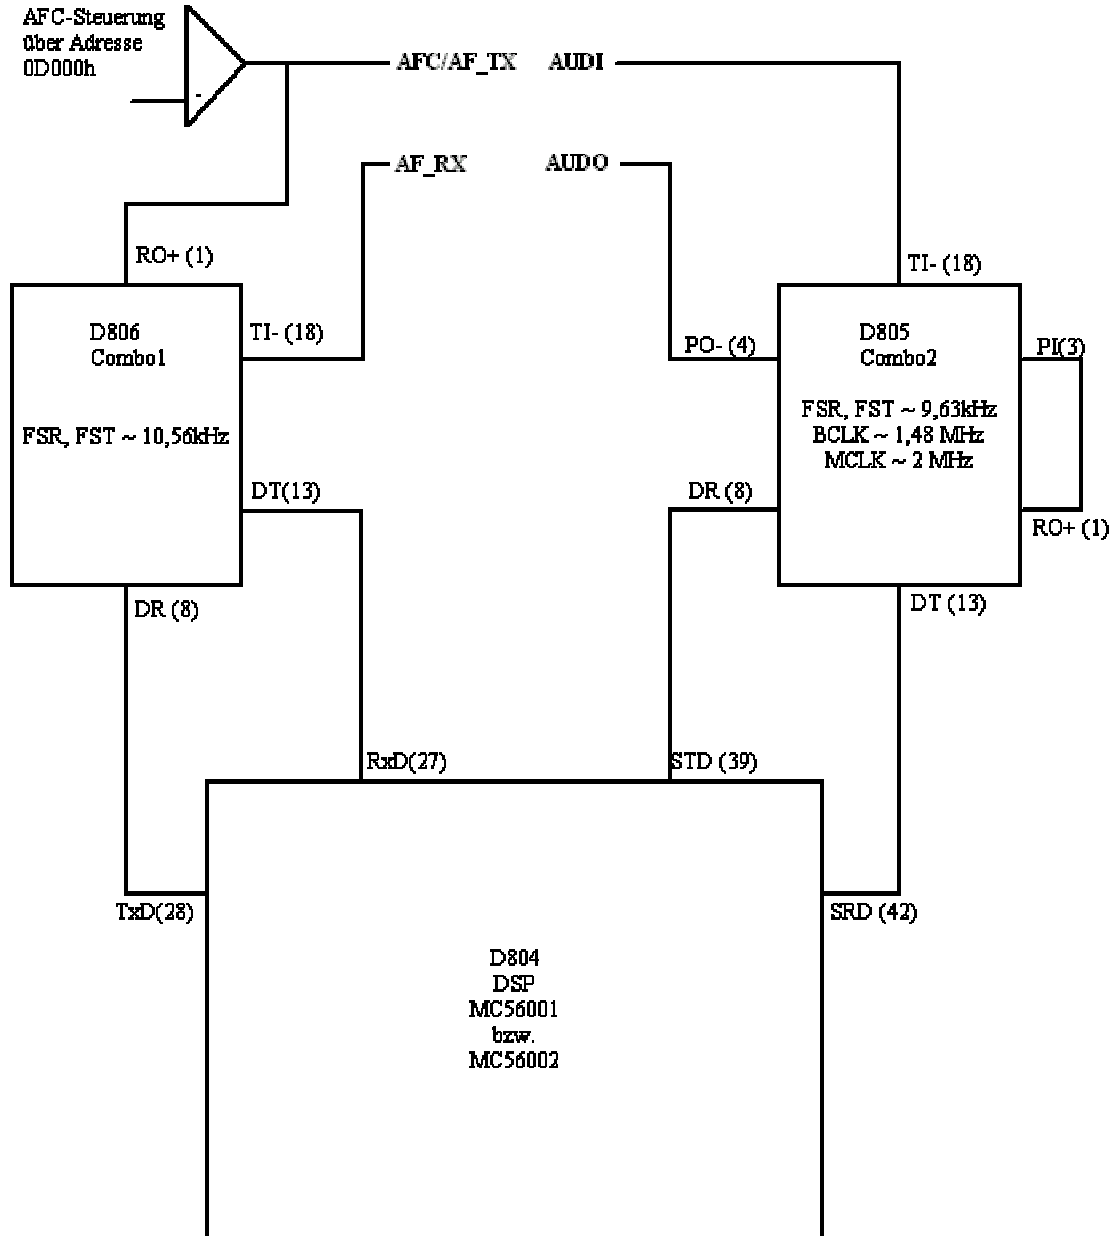 AFC-Steuerung
über Adresse
0D000h
-
AFC/AF_TX
AUDI
AF_RX
AUDO
RO+ (1)
TI- (18)
D806
Combo1
TI- (18)
PO- (4)
D805
Combo2
PI(3)
FSR, FST ~ 10,56kHz
FSR, FST ~ 9,63kHz
BCLK ~ 1,48 MHz
MCLK ~ 2 MHz
DT(13)
DR (8)
RO+ (1)
DR (8)
DT (13)
RxD(27)
STD (39)
TxD(28)
SRD (42)
D804
DSP
MC56001
bzw.
MC56002